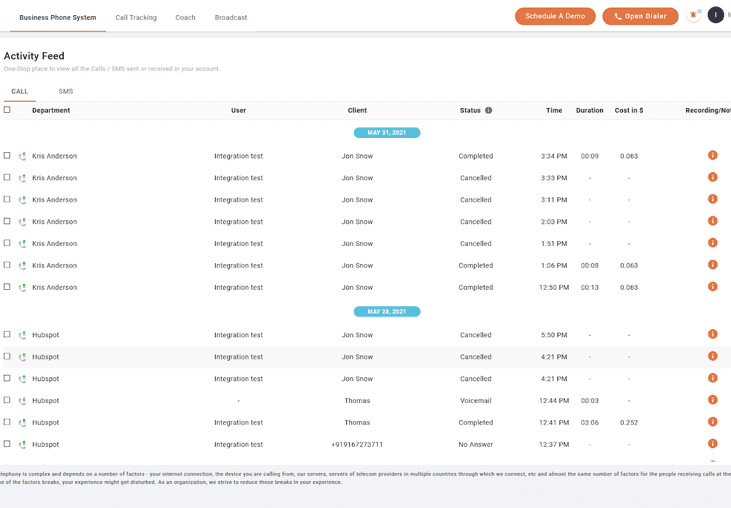 Business Phone System Call Tracking Coach Broadcast Schedule A Demo Open Dialer I
Activity Feed
One-Stop place to view all the Calls / SMS sent or received in your account.
CALL SMS
Department User Client Status Time Duration Cost in $ Recording/Not
MAY 31, 2021
Kris Anderson Integration test Jon Snow Completed 3:34 PM 00:09 0.063
Kris Anderson Integration test Jon Snow Cancelled 3:33 PM - -
Kris Anderson Integration test Jon Snow Cancelled 3:11 PM - -
Kris Anderson Integration test Jon Snow Cancelled 2:03 PM - -
Kris Anderson Integration test Jon Snow Cancelled 1:51 PM - -
Kris Anderson Integration test Jon Snow Completed 1:06 PM 00:08 0.063
Kris Anderson Integration test Jon Snow Completed 12:50 PM 00:13 0.063
MAY 28, 2021
Hubspot Integration test Jon Snow Cancelled 5:50 PM - -
Hubspot Integration test Jon Snow Cancelled 4:21 PM - -
Hubspot Integration test Jon Snow Cancelled 4:21 PM - -
Hubspot - Thomas Voicemail 12:44 PM 00:03 -
Hubspot Integration test Thomas Completed 12:41 PM 03:06 0.252
Hubspot Integration test +919167273711 No Answer 12:37 PM - -
elephony is complex and depends on a number of factors - your internet connection, the device you are calling from, our servers, servers of telecom providers in multiple countries through which we connect, etc and almost the same number of factors for the people receiving calls at the
e of the factors breaks, your experience might get disturbed. As an organization, we strive to reduce these breaks in your experience.